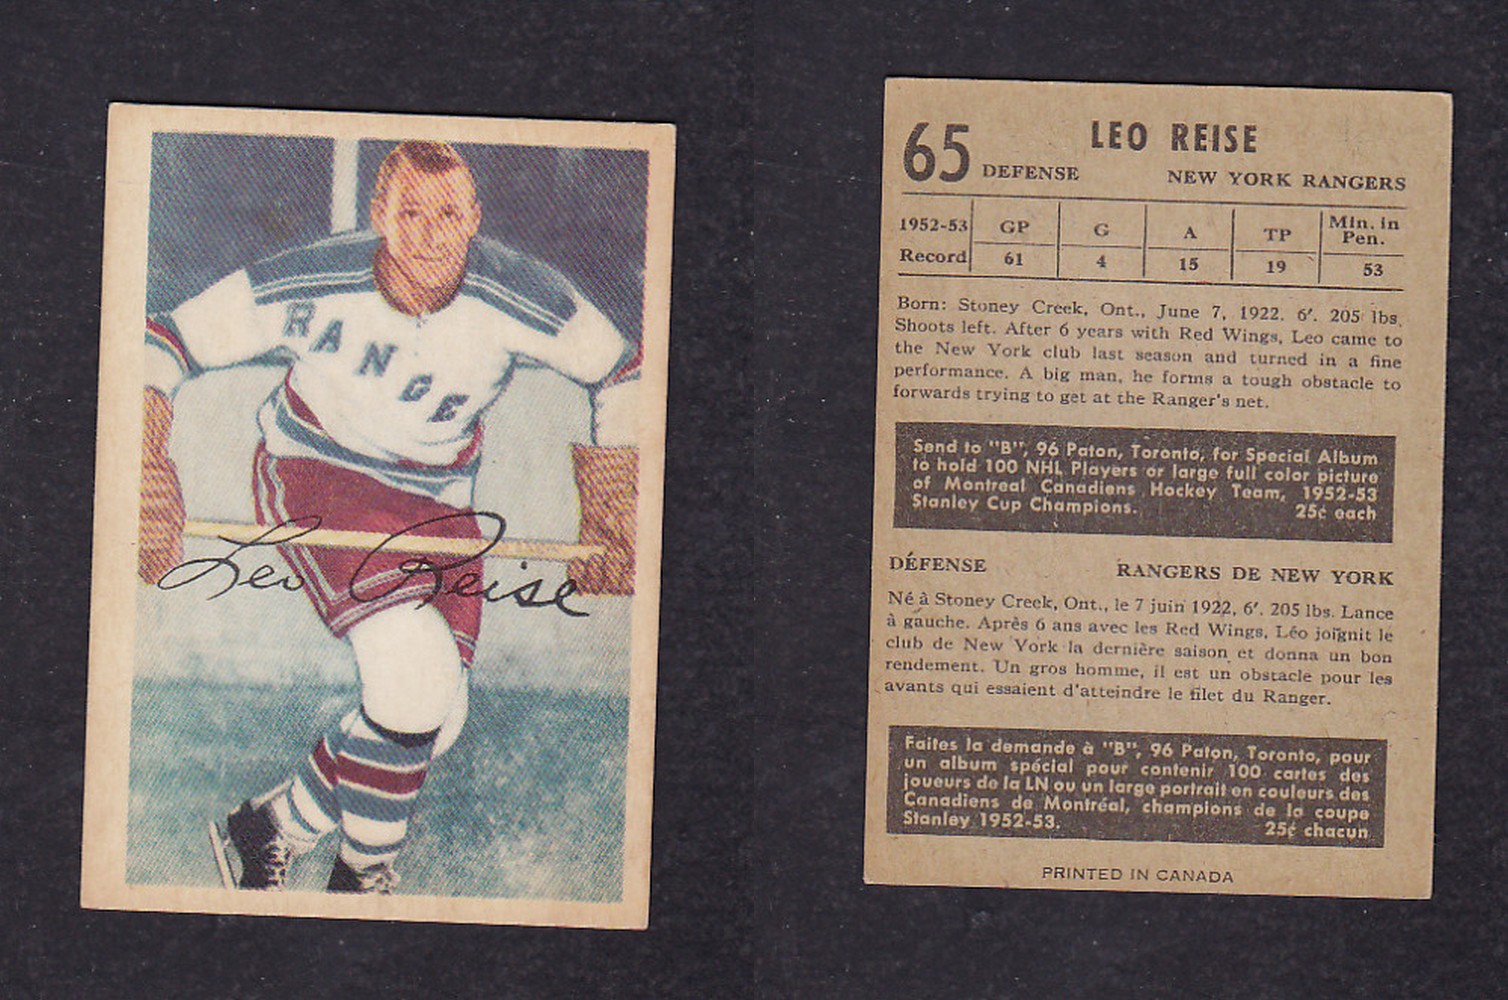 RANGE
Leo Reise
65
LEO REISE
DEFENSE NEW YORK RANGERS
1952-53 GP G A TP Min. in Pen.
Record 61 4 15 19 53
Born: Stoney Creek, Ont., June 7, 1922. 6'. 205 lbs.
Shoots left. After 6 years with Red Wings, Leo came to
the New York club last season and turned in a fine
performance. A big man, he forms a tough obstacle to
forwards trying to get at the Ranger's net.
Send to "B", 96 Paton, Toronto, for Special Album
to hold 100 NHL Players or large full color picture
of Montreal Canadiens Hockey Team, 1952-53
Stanley Cup Champions. 25¢ each
DÉFENSE RANGERS DE NEW YORK
Né à Stoney Creek, Ont., le 7 juin 1922, 6'. 205 lbs. Lance
à gauche. Après 6 ans avec les Red Wings, Léo joignit le
club de New York la dernière saison et donna un bon
rendement. Un gros homme, il est un obstacle pour les
avants qui essaient d'atteindre le filet du Ranger.
Faites la demande à "B", 96 Paton, Toronto, pour
un album spécial pour contenir 100 cartes des
joueurs de la LN ou un large portrait en couleurs des
Canadiens de Montréal, champions de la coupe
Stanley 1952-53. 25¢ chacun
PRINTED IN CANADA